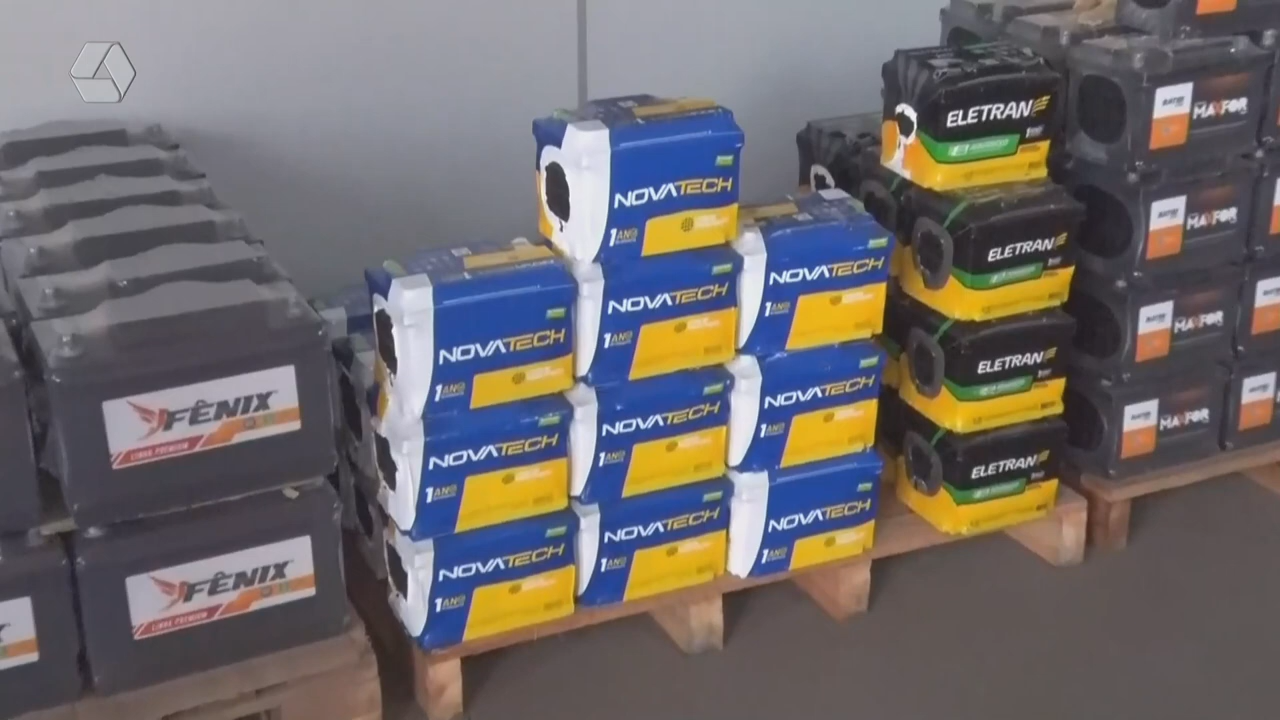 FÊNIX
LINHA PREMIUM
FÊNIX
LINHA PREMIUM
NOVATECH
1 ANO
NOVATECH
1 ANO
NOVATECH
1 ANO
NOVATECH
1 ANO
NOVATECH
1 ANO
NOVATECH
1 ANO
NOVATECH
1 ANO
NOVATECH
1 ANO
NOVATECH
1 ANO
NOVATECH
1 ANO
ELETRAN
ELETRAN
ELETRAN
ELETRAN
MAXFOR
MAXFOR
MAXFOR
MAXFOR